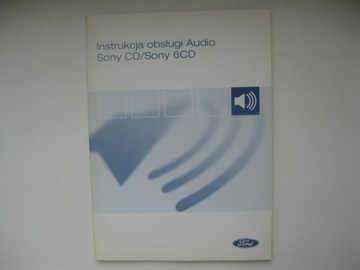 Instrukcja obsługi Audio
Sony CD/Sony 6CD
Ford